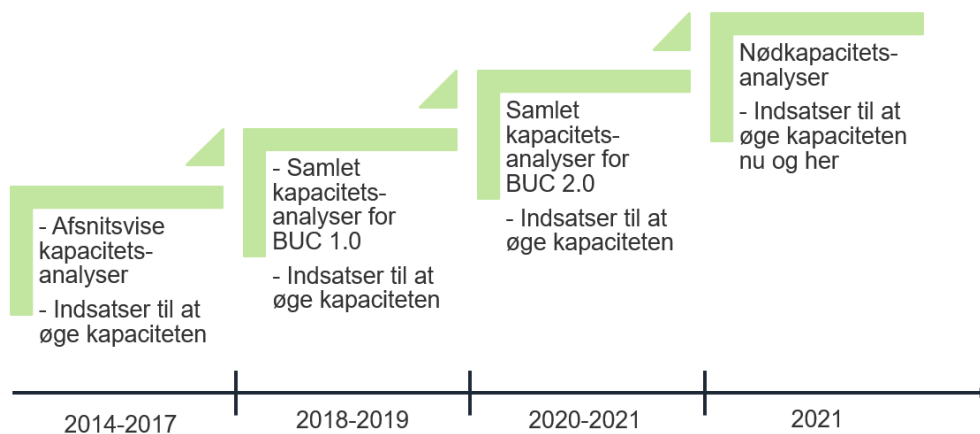 - Afsnitsvise
kapacitets-
analyser
- Indsatser til at
øge kapaciteten
- Samlet
kapacitets-
analyser for
BUC 1.0
- Indsatser til at
øge kapaciteten
Samlet
kapacitets-
analyser for
BUC 2.0
- Indsatser til at
øge kapaciteten
Nødkapacitets-
analyser
- Indsatser til at
øge kapaciteten
nu og her
2014-2017
2018-2019
2020-2021
2021